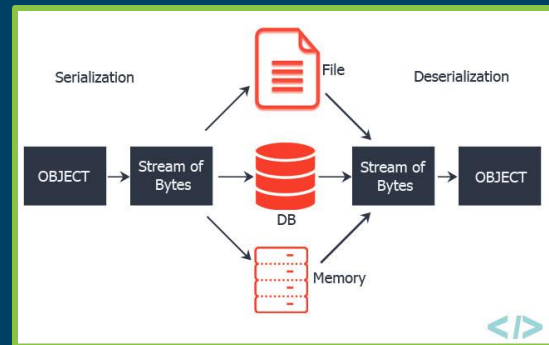 Serialization
Deserialization
File
OBJECT
Stream of
Bytes
DB
Stream of
Bytes
OBJECT
Memory
</>